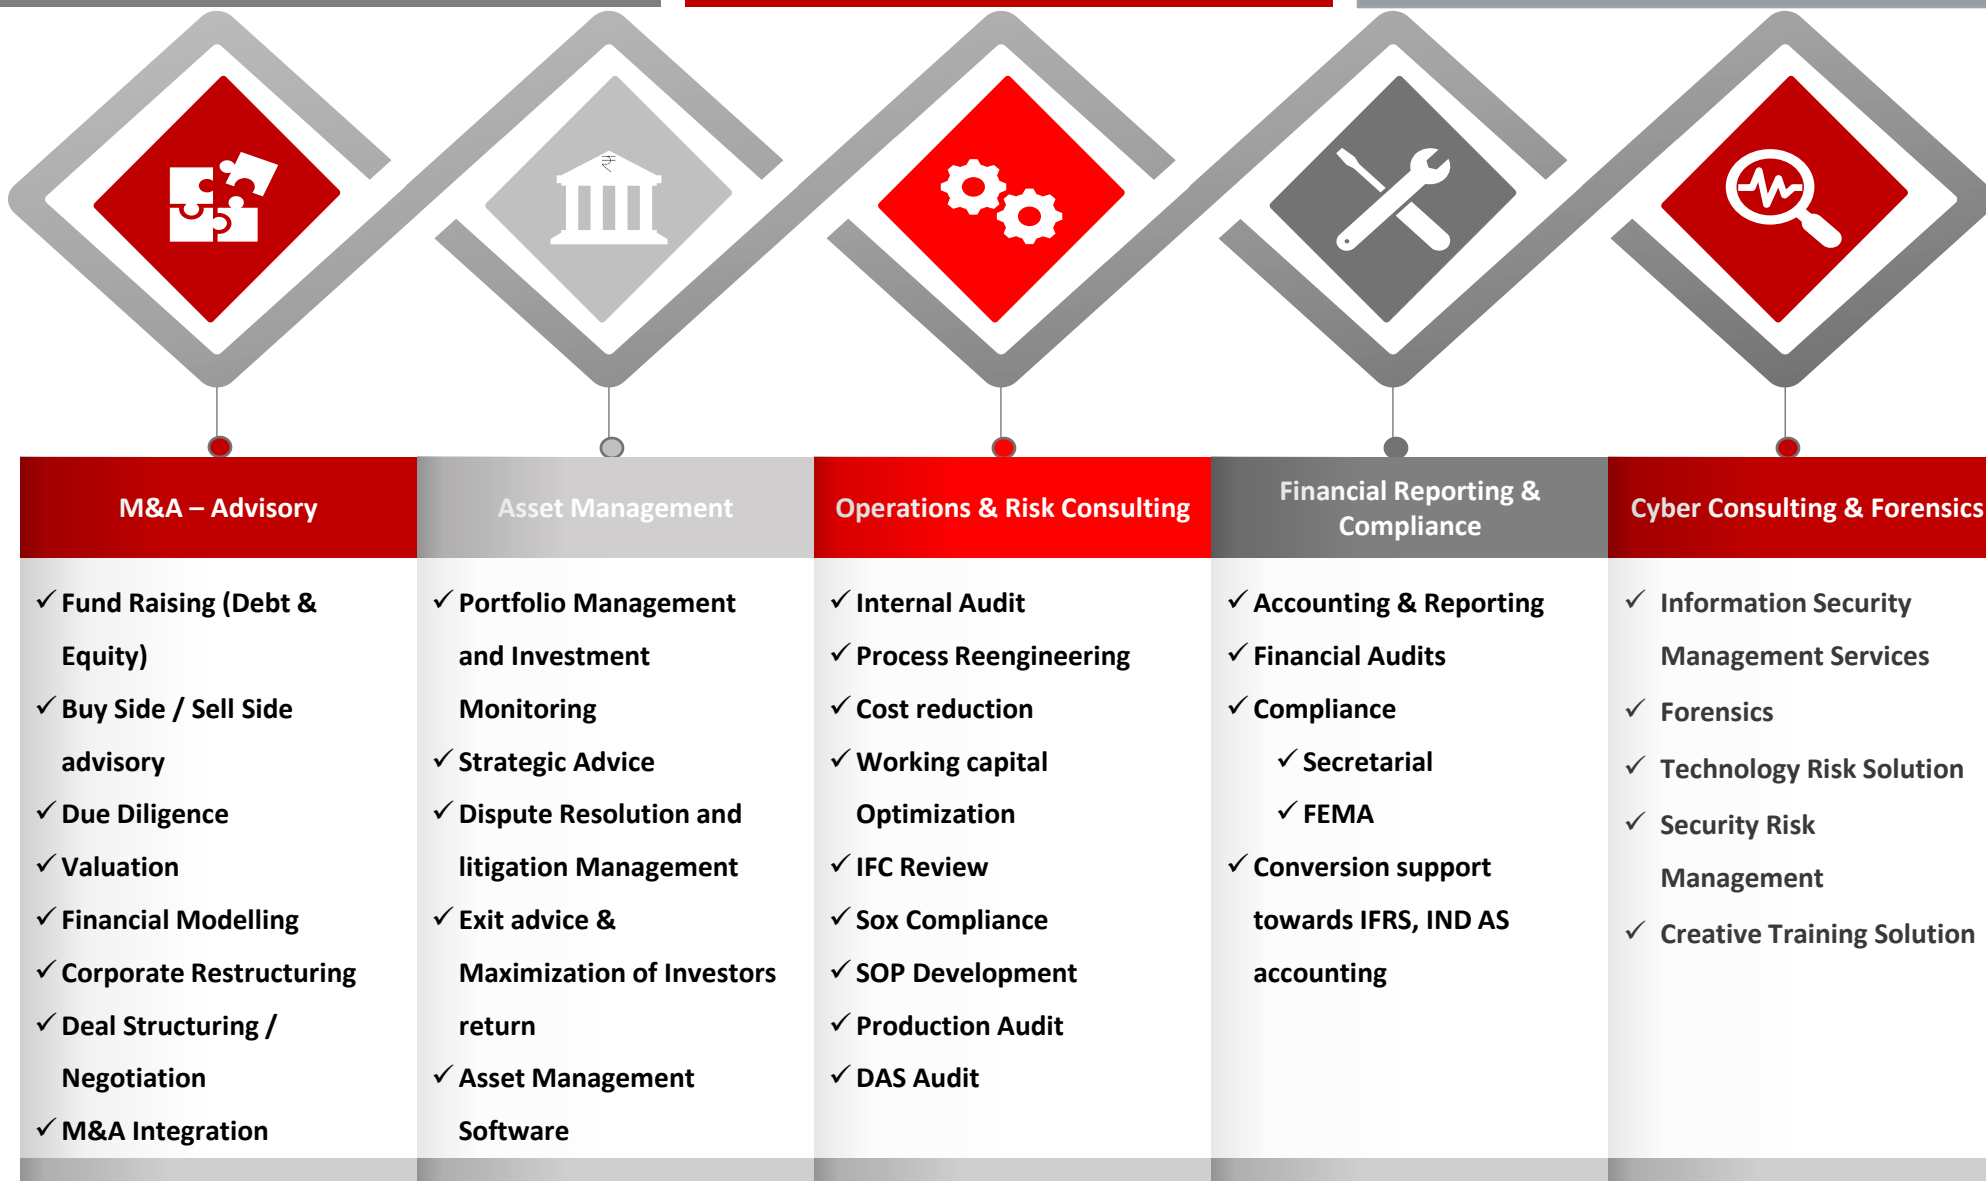 ₹
M&A – Advisory
✓ Fund Raising (Debt &
Equity)
✓ Buy Side / Sell Side
advisory
✓ Due Diligence
✓ Valuation
✓ Financial Modelling
✓ Corporate Restructuring
✓ Deal Structuring /
Negotiation
✓ M&A Integration
Asset Management
✓ Portfolio Management
and Investment
Monitoring
✓ Strategic Advice
✓ Dispute Resolution and
litigation Management
✓ Exit advice &
Maximization of Investors
return
✓ Asset Management
Software
Operations & Risk Consulting
✓ Internal Audit
✓ Process Reengineering
✓ Cost reduction
✓ Working capital
Optimization
✓ IFC Review
✓ Sox Compliance
✓ SOP Development
✓ Production Audit
✓ DAS Audit
Financial Reporting &
Compliance
✓ Accounting & Reporting
✓ Financial Audits
✓ Compliance
✓ Secretarial
✓ FEMA
✓ Conversion support
towards IFRS, IND AS
accounting
Cyber Consulting & Forensics
✓ Information Security
Management Services
✓ Forensics
✓ Technology Risk Solution
✓ Security Risk
Management
✓ Creative Training Solution